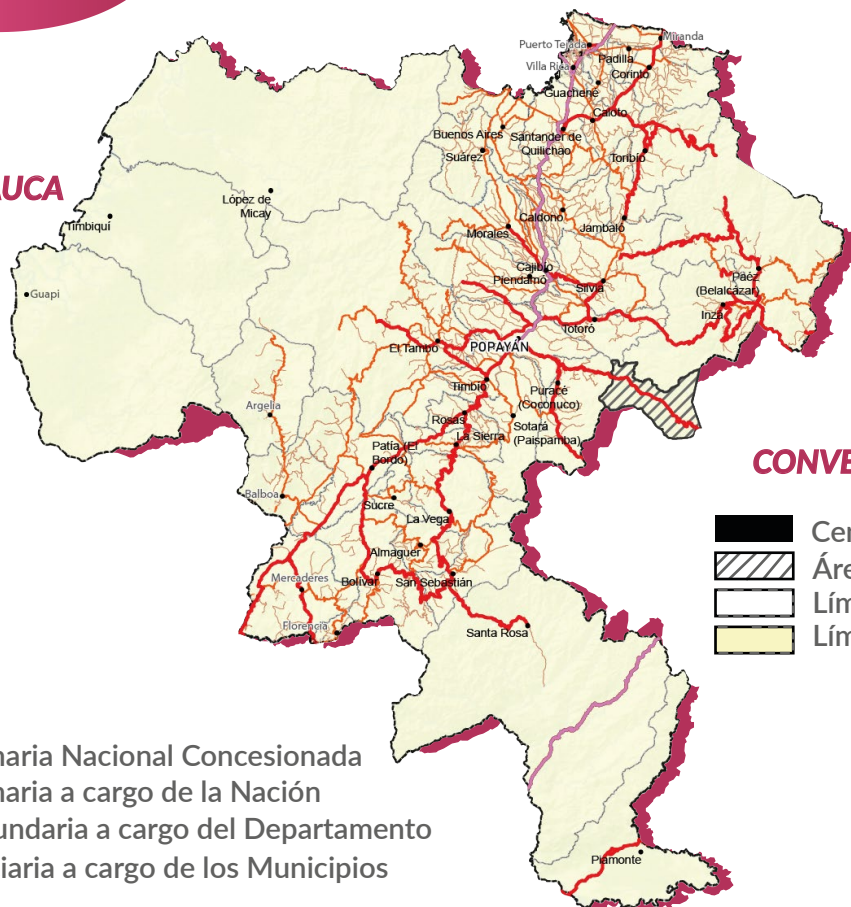 Puerto Tejada
Miranda
Villa Rica
Padilla
Corinto
Guachené
Caloto
Buenos Aires
Santander de
Quilichao
Suárez
Toribío
AUCA
López de
Micay
Timbiquí
Caldono
Jambaló
Morales
Cajibío
Piendamó
Silvia
Páez
(Belalcázar)
Guapi
Inzá
Totoró
El Tambo
POPAYÁN
Timbío
Puracé
(Coconuco)
Argelia
Rosas
Sotará
(Paispamba)
La Sierra
Patía (El
Bordo)
CONVE
Balboa
Sucre
La Vega
Cer
Almaguer
Áre
Mercaderes
Bolívar
San Sebastián
Lím
Florencia
Santa Rosa
Lím
naria Nacional Concesionada
naria a cargo de la Nación
undaria a cargo del Departamento
iaria a cargo de los Municipios
Piamonte